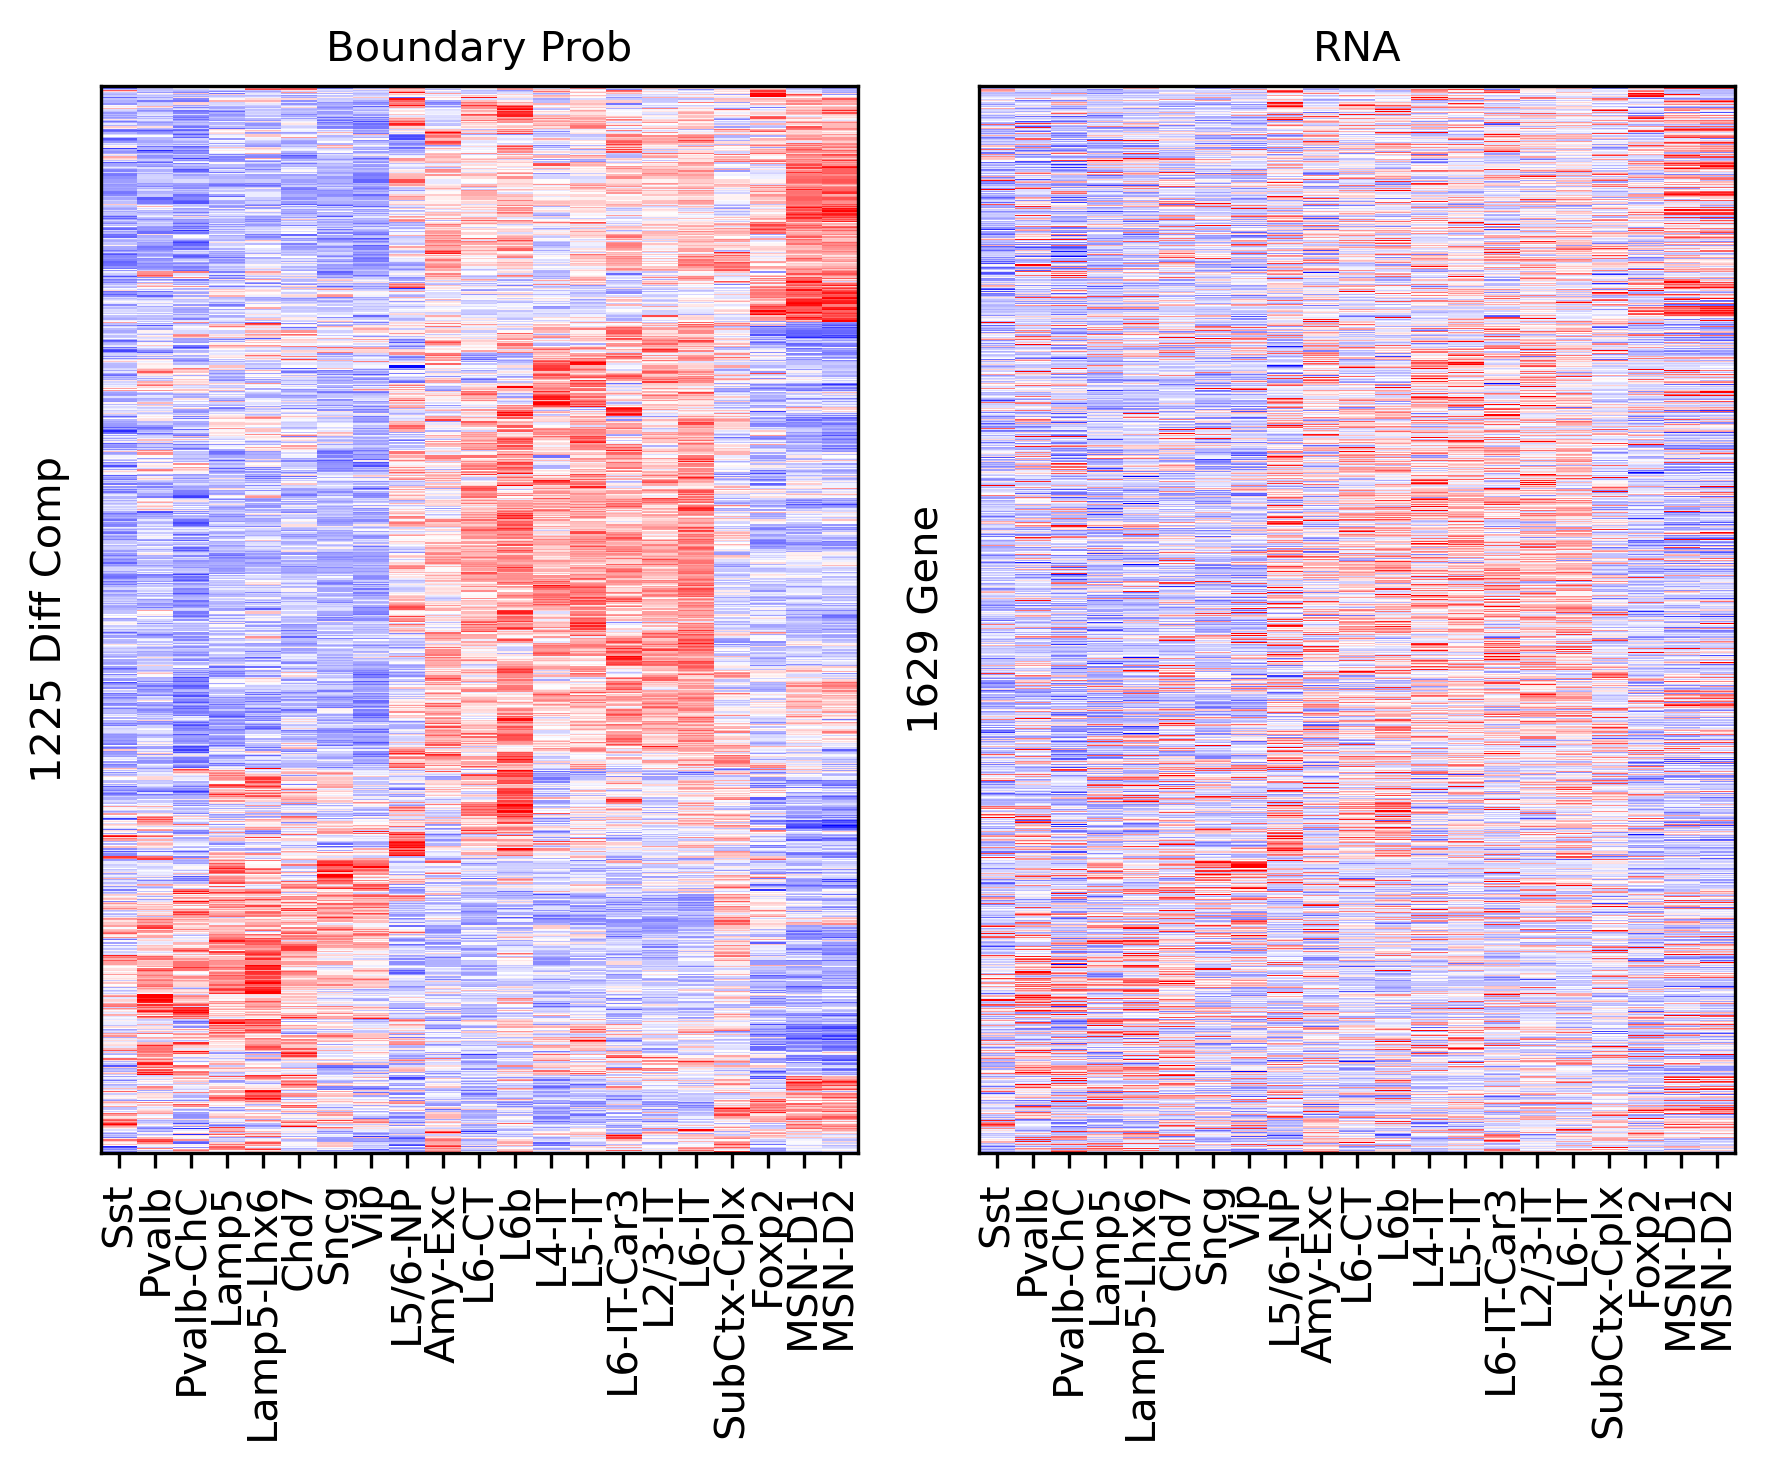 Boundary Prob
RNA
1225 Diff Comp
1629 Gene
Sst
Pvalb
Pvalb-ChC
Lamp5
Lamp5-Lhx6
Chd7
Sncg
Vip
L5/6-NP
Amy-Exc
L6-CT
L6b
L4-IT
L5-IT
L6-IT-Car3
L2/3-IT
L6-IT
SubCtx-Cplx
Foxp2
MSN-D1
MSN-D2
Sst
Pvalb
Pvalb-ChC
Lamp5
Lamp5-Lhx6
Chd7
Sncg
Vip
L5/6-NP
Amy-Exc
L6-CT
L6b
L4-IT
L5-IT
L6-IT-Car3
L2/3-IT
L6-IT
SubCtx-Cplx
Foxp2
MSN-D1
MSN-D2